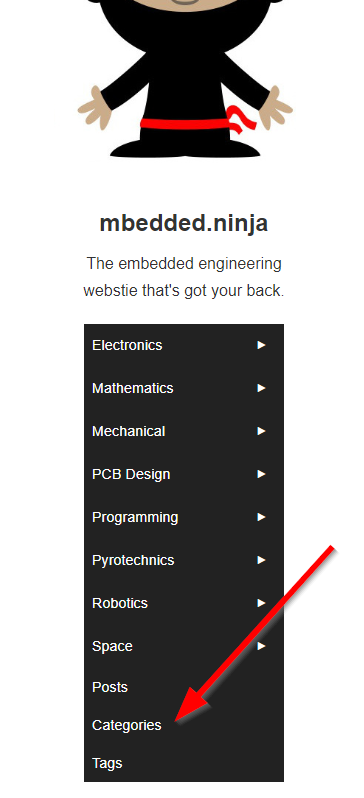 mbedded.ninja
The embedded engineering
webstie that's got your back.
Electronics
Mathematics
Mechanical
PCB Design
Programming
Pyrotechnics
Robotics
Space
Posts
Categories
Tags